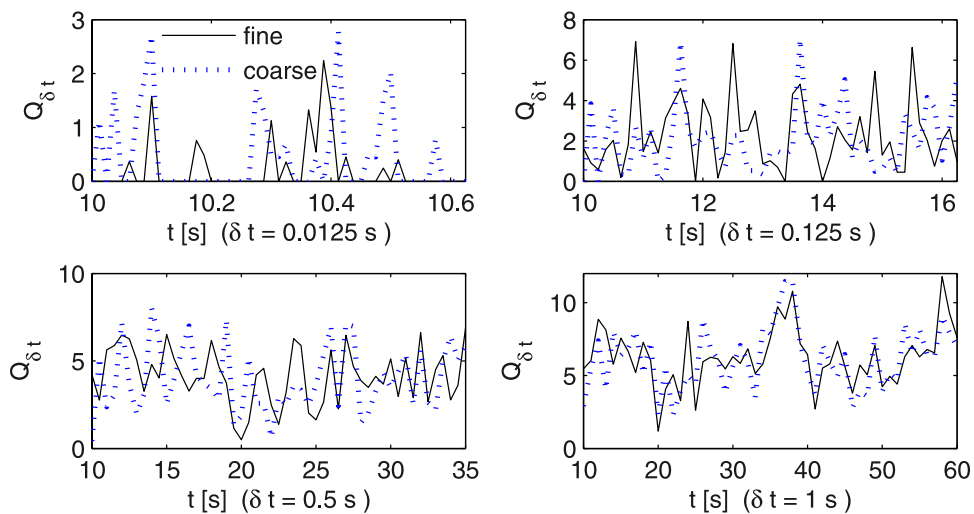 3
2
1
0
Q δ t
fine
coarse
10 10.2 10.4 10.6
t [s] (δ t = 0.0125 s )
8
6
4
2
0
Q δ t
10 12 14 16
t [s] (δ t = 0.125 s )
10
5
0
Q δ t
10 15 20 25 30 35
t [s] (δ t = 0.5 s )
10
5
0
Q δ t
10 20 30 40 50 60
t [s] (δ t = 1 s )